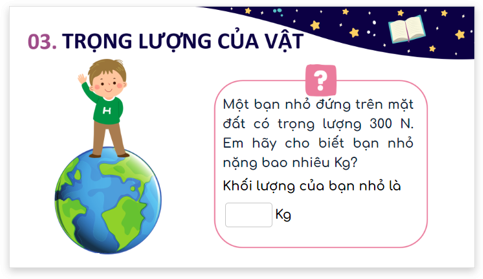 03. TRỌNG LƯỢNG CỦA VẬT
?
Một bạn nhỏ đứng trên mặt
đất có trọng lượng 300 N.
Em hãy cho biết bạn nhỏ
nặng bao nhiêu Kg?
Khối lượng của bạn nhỏ là
Kg
H